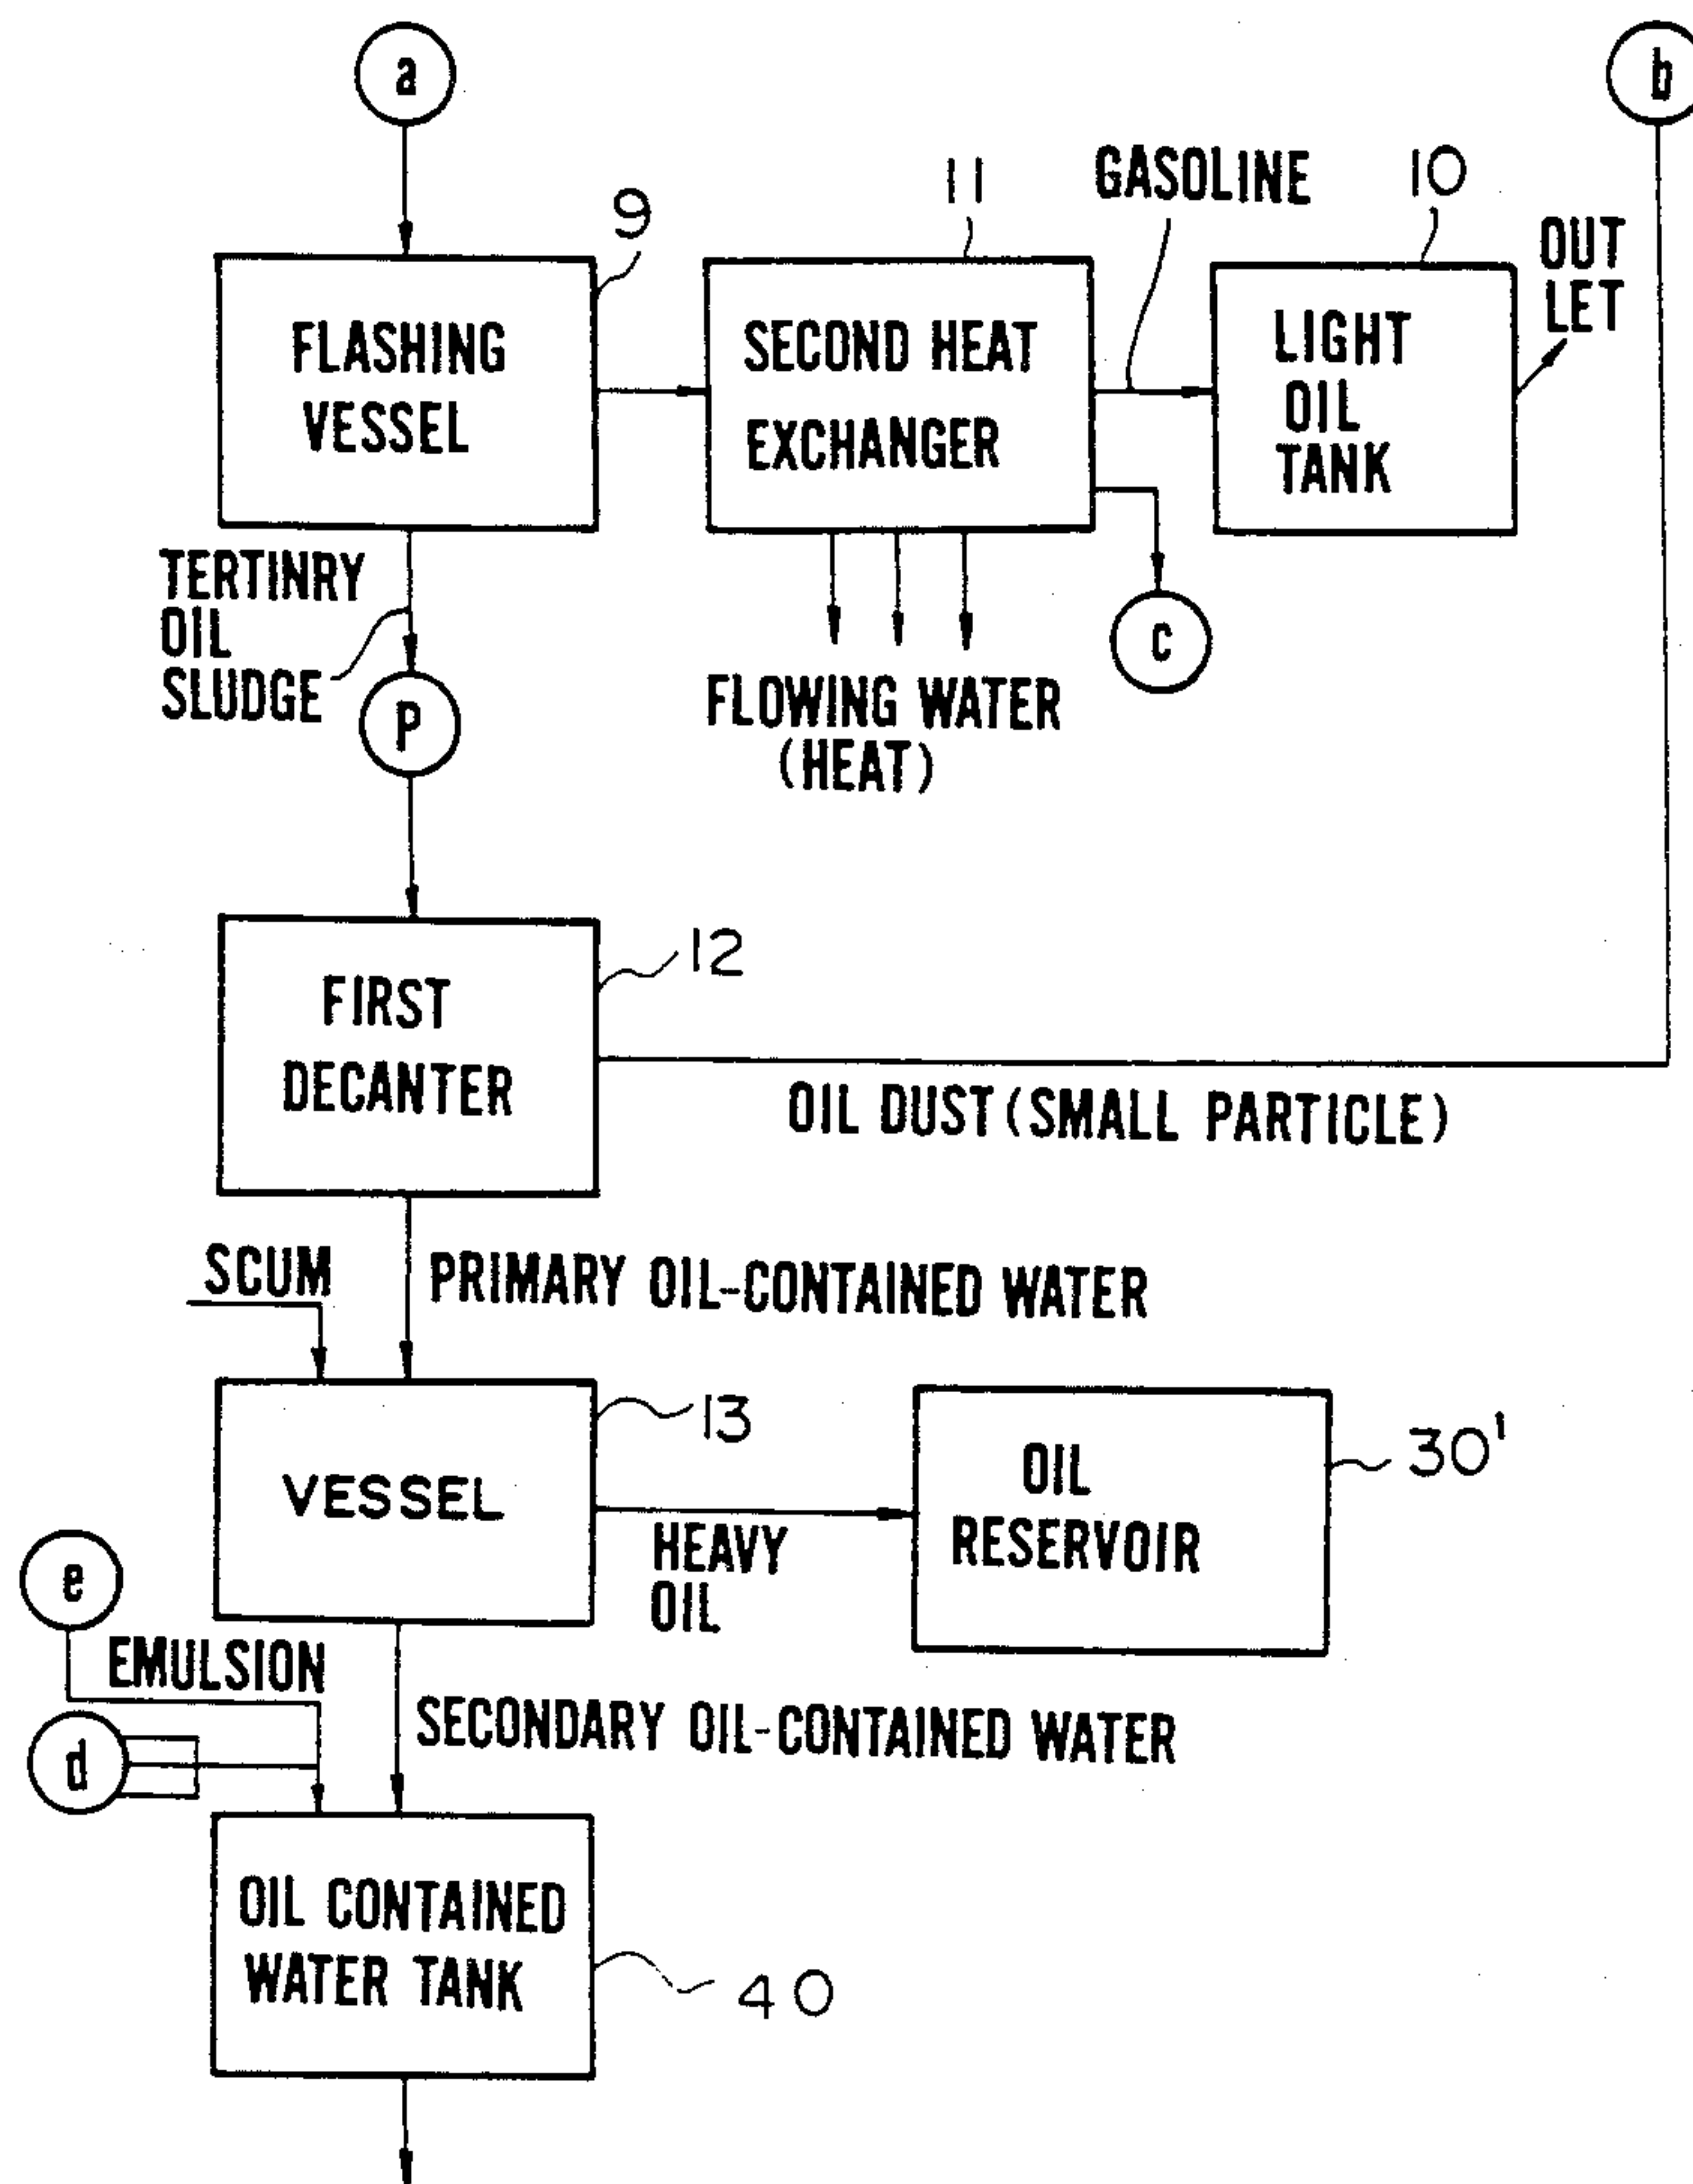 a
b
9
11
GASOLINE
10
OUT
LET
FLASHING
VESSEL
SECOND HEAT
EXCHANGER
LIGHT
OIL
TANK
TERTINRY
OIL
SLUDGE
P
FLOWING WATER
(HEAT)
c
FIRST
DECANTER
12
OIL DUST (SMALL PARTICLE)
SCUM
PRIMARY OIL-CONTAINED WATER
VESSEL
13
HEAVY
OIL
OIL
RESERVOIR
30'
e
EMULSION
d
SECONDARY OIL-CONTAINED WATER
OIL CONTAINED
WATER TANK
40